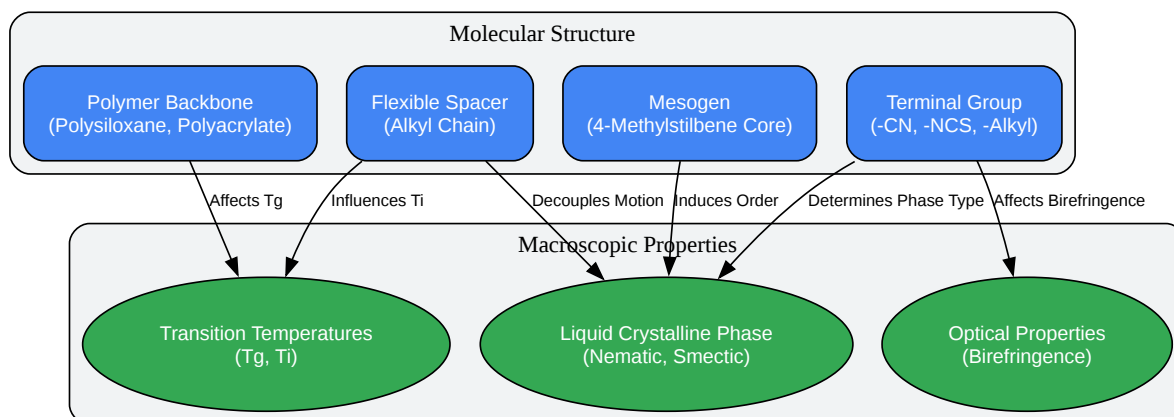 Molecular Structure
Polymer Backbone
(Polysiloxane, Polyacrylate)
Flexible Spacer
(Alkyl Chain)
Mesogen
(4-Methylstilbene Core)
Terminal Group
(-CN, -NCS, -Alkyl)
Affects Tg
Influences Ti
Decouples Motion
Induces Order
Determines Phase Type
Affects Birefringence
Macroscopic Properties
Transition Temperatures
(Tg, Ti)
Liquid Crystalline Phase
(Nematic, Smectic)
Optical Properties
(Birefringence)